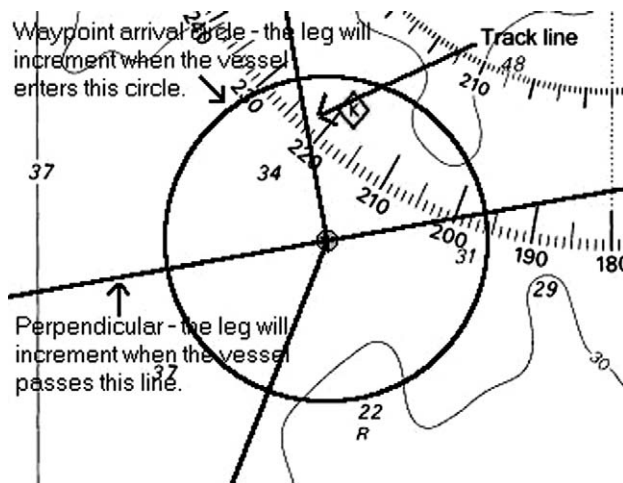 Waypoint arrival circle - the leg will
increment when the vessel
enters this circle.
Track line
48
210
230
K
220
37
34
210
200
31
190
180
29
Perpendicular - the leg will
increment when the vessel
passes this line.
37
30
22
R